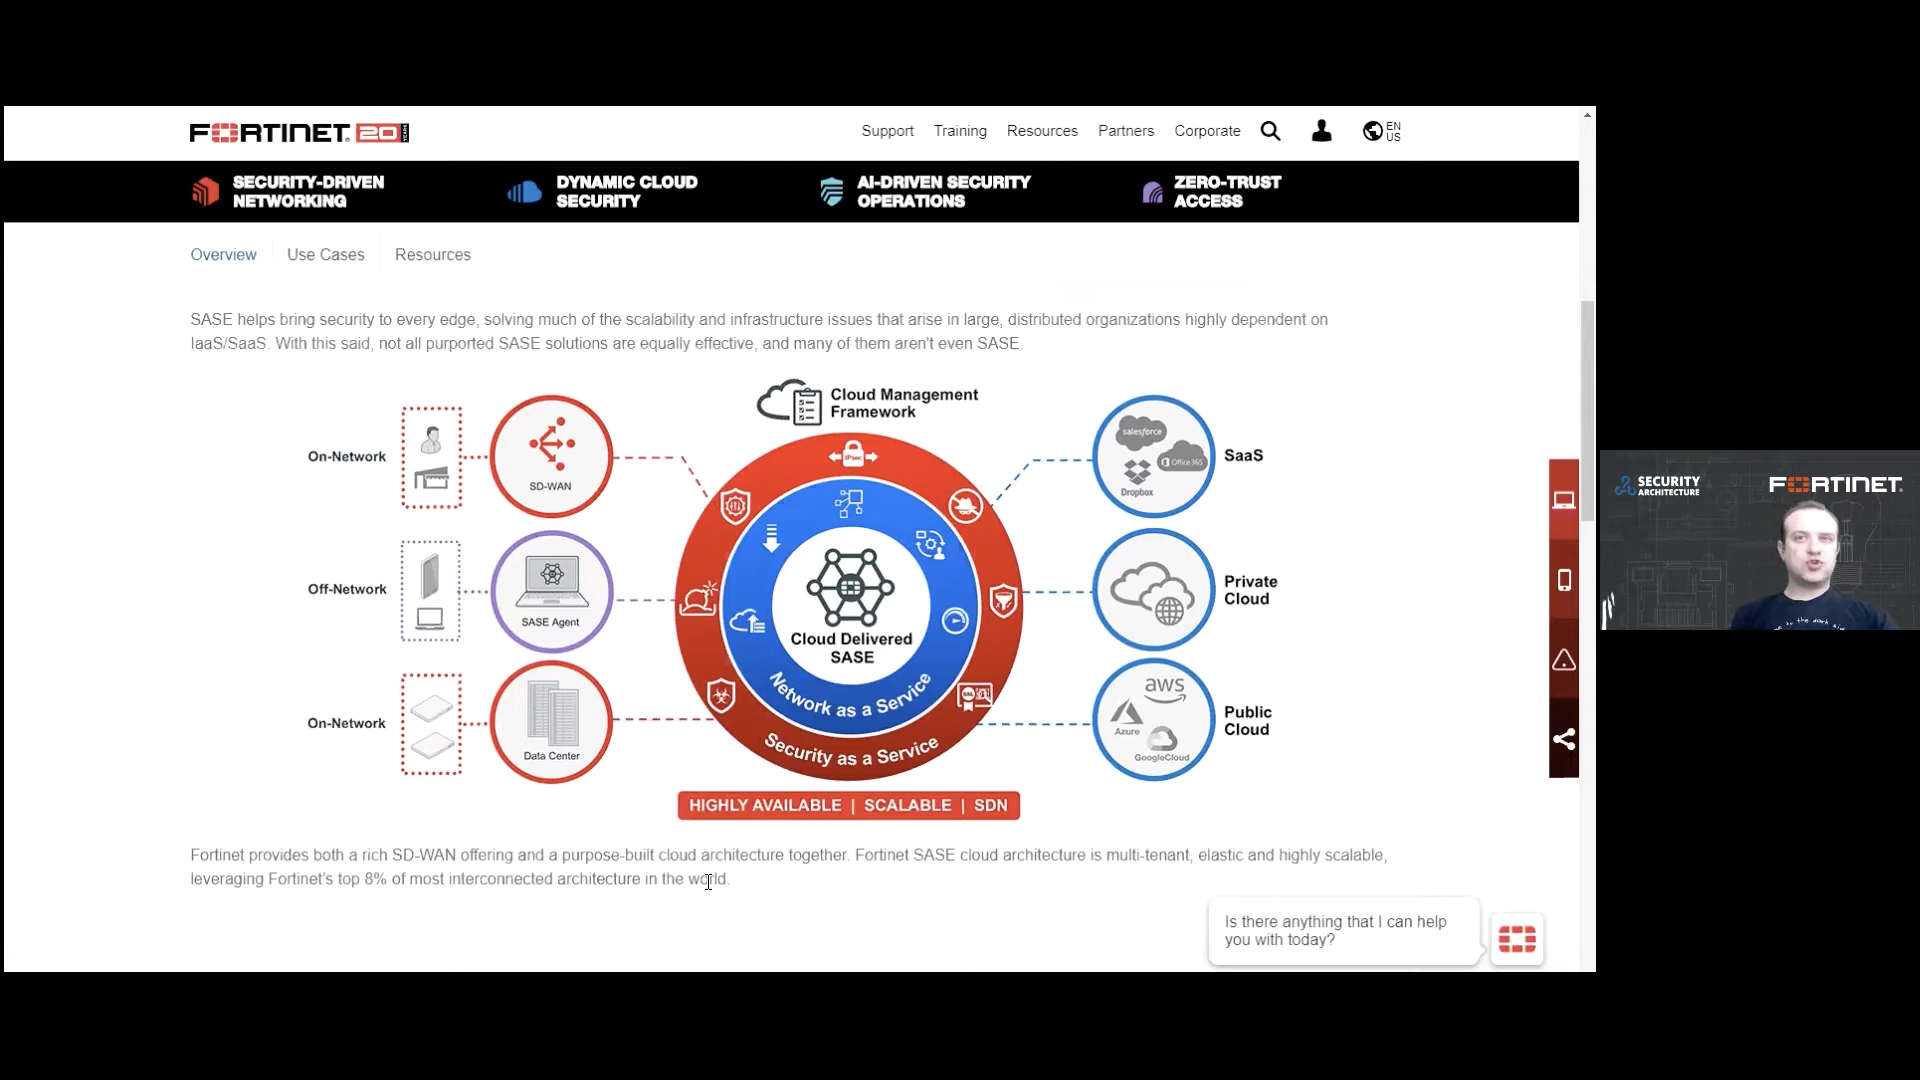 FORTINET 20
Support Training Resources Partners Corporate EN US
SECURITY-DRIVEN NETWORKING
DYNAMIC CLOUD SECURITY
AI-DRIVEN SECURITY OPERATIONS
ZERO-TRUST ACCESS
Overview Use Cases Resources
SASE helps bring security to every edge, solving much of the scalability and infrastructure issues that arise in large, distributed organizations highly dependent on
IaaS/SaaS. With this said, not all purported SASE solutions are equally effective, and many of them aren't even SASE.
Cloud Management
Framework
On-Network
SD-WAN
IPsec
salesforce
Office 365
Dropbox
SaaS
Off-Network
SASE Agent
Cloud Delivered
SASE
Network as a Service
Security as a Service
Private
Cloud
On-Network
Data Center
aws
Azure
GoogleCloud
Public
Cloud
HIGHLY AVAILABLE | SCALABLE | SDN
Fortinet provides both a rich SD-WAN offering and a purpose-built cloud architecture together. Fortinet SASE cloud architecture is multi-tenant, elastic and highly scalable,
leveraging Fortinet's top 8% of most interconnected architecture in the world.
Is there anything that I can help
you with today?
SECURITY
ARCHITECTURE
FORTINET
to the dark